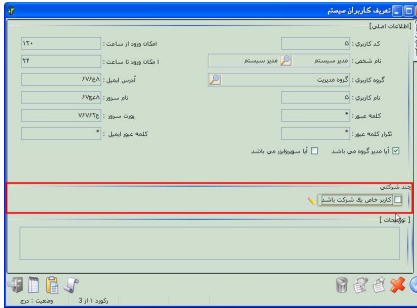 تعریف کاربران سیستم
[اطلاعات اصلی]
کد کاربری : ۵
امکان ورود از ساعت : ۱۲۰
نام شخصی : مدیر سیستم مدیر سیستم
امکان ورود تا ساعت : ۲۴
گروه کاربری : گروه مدیریت
آدرس ایمیل :
نام کاربری : ۵
نام سرور :
کلمه عبور : *
پورت سرور :
تکرار کلمه عبور : *
کلمه عبور ایمیل : *
آیا مدیر گروه می باشد
آیا سوپروایزر می باشد
چند شرکتی
کاربر خاص یک شرکت باشد
[ توضیحات ]
رکورد ۱ از 3
وضعیت : درج